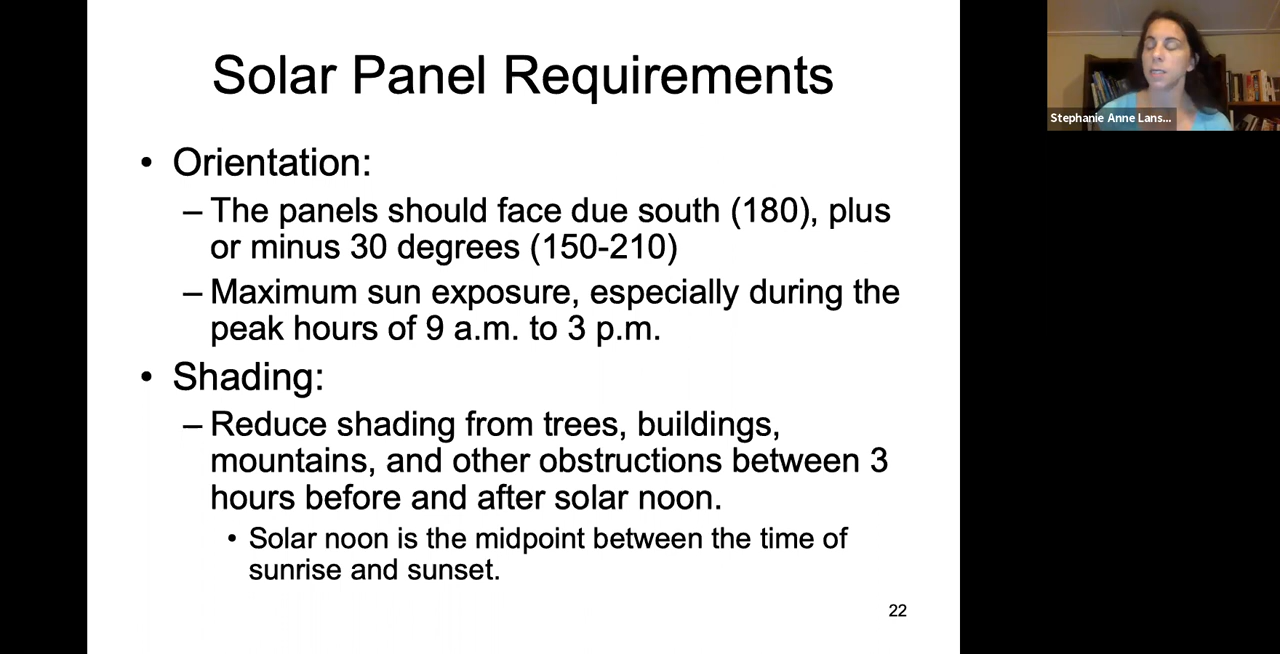 Solar Panel Requirements
• Orientation:
– The panels should face due south (180), plus
or minus 30 degrees (150-210)
– Maximum sun exposure, especially during the
peak hours of 9 a.m. to 3 p.m.
• Shading:
– Reduce shading from trees, buildings,
mountains, and other obstructions between 3
hours before and after solar noon.
• Solar noon is the midpoint between the time of
sunrise and sunset.
22
Stephanie Anne Lans...